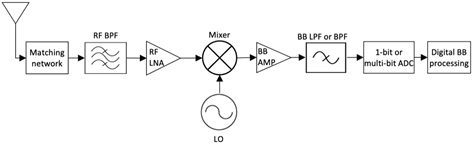 RF BPF
Mixer
BB LPF or BPF
Matching
network
RF
LNA
BB
AMP
1-bit or
multi-bit ADC
Digital BB
processing
LO